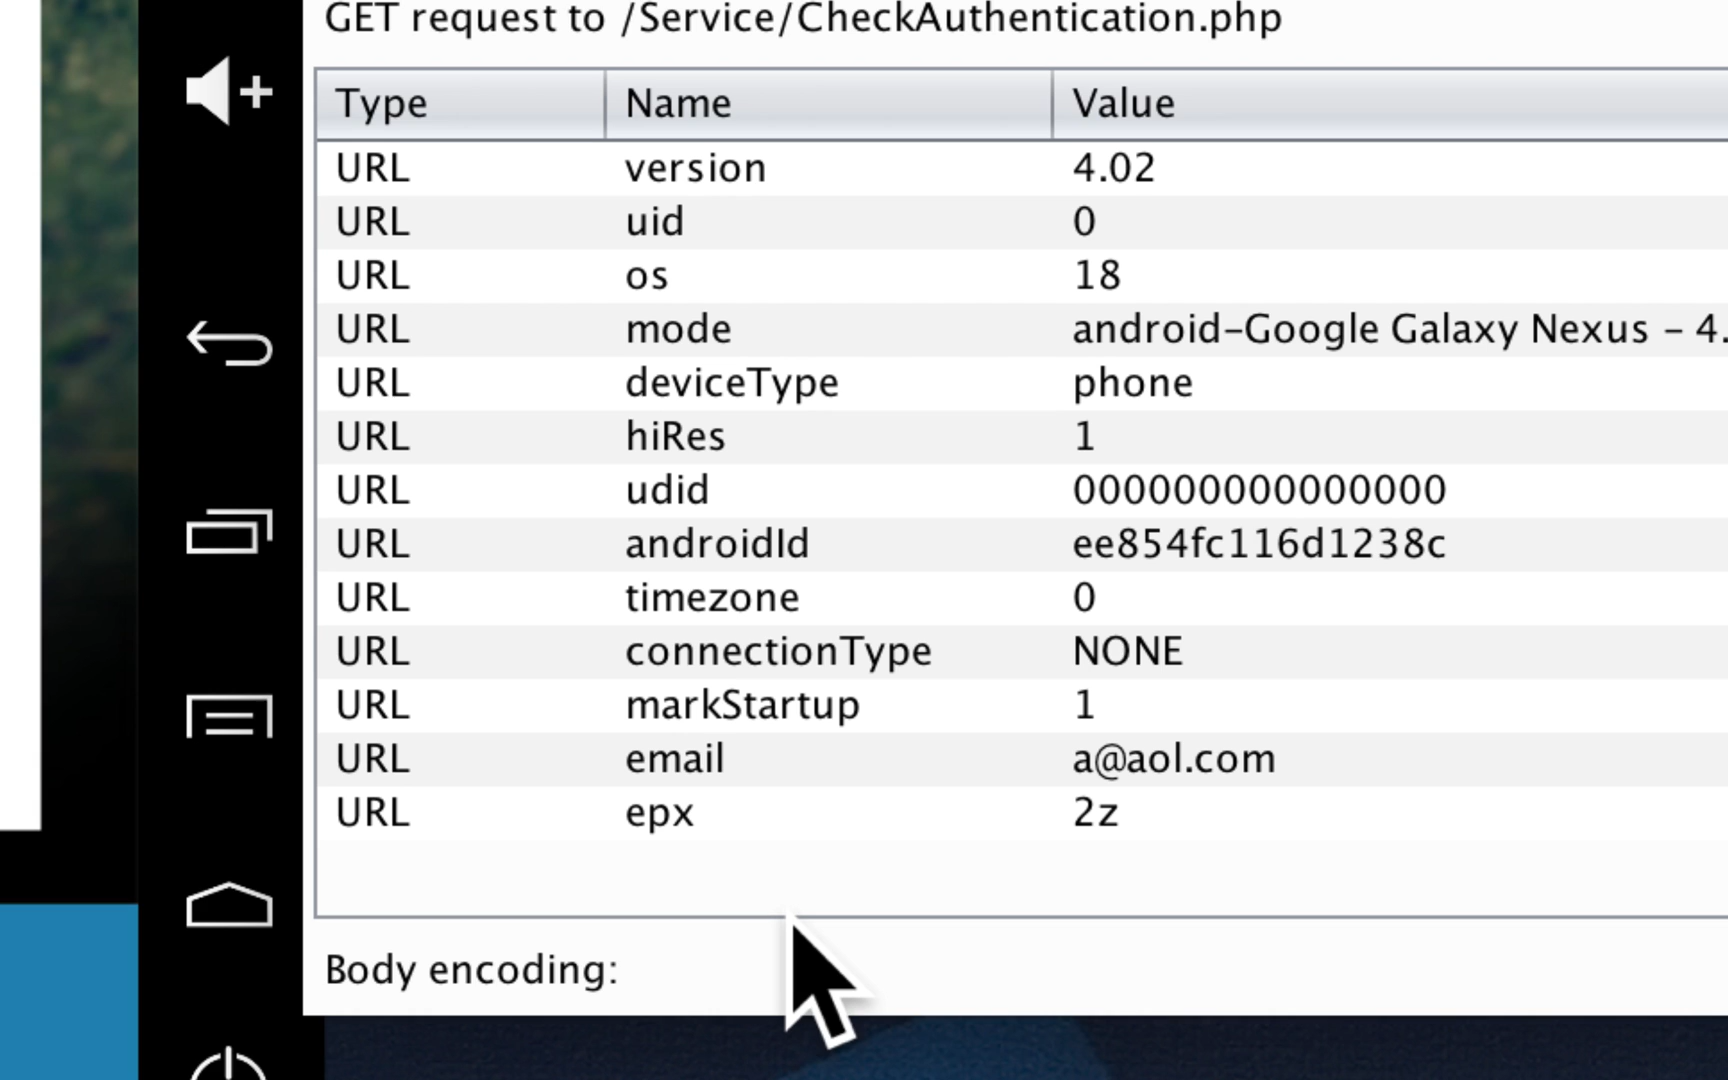 GET request to /Service/CheckAuthentication.php
Type Name Value
URL version 4.02
URL uid 0
URL os 18
URL mode android-Google Galaxy Nexus - 4.
URL deviceType phone
URL hiRes 1
URL udid 000000000000000
URL androidId ee854fc116d1238c
URL timezone 0
URL connectionType NONE
URL markStartup 1
URL email a@aol.com
URL epx 2z
Body encoding: